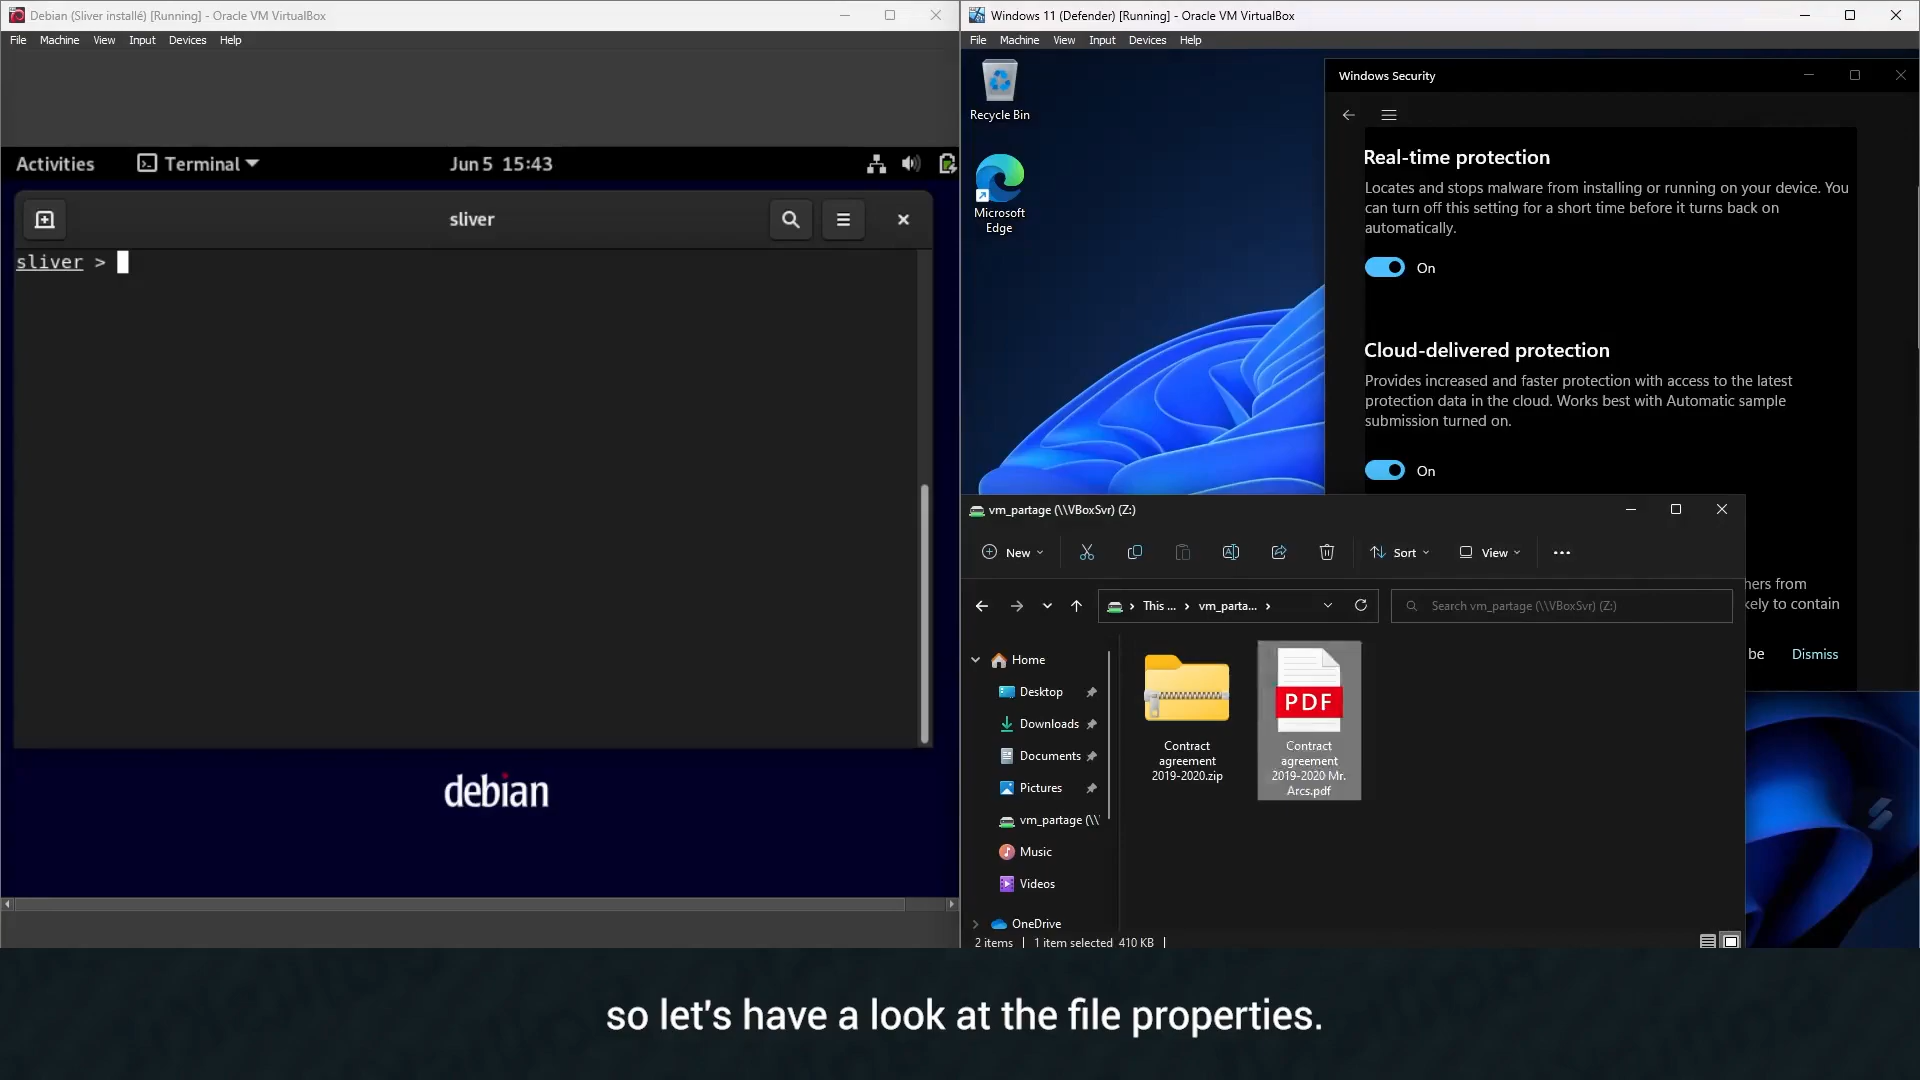 Debian (Sliver installé) [Running] - Oracle VM VirtualBox
File Machine View Input Devices Help
Activities Terminal Jun 5 15:43
sliver
sliver >
debian
Windows 11 (Defender) [Running] - Oracle VM VirtualBox
File Machine View Input Devices Help
Recycle Bin
Microsoft
Edge
Windows Security
Real-time protection
Locates and stops malware from installing or running on your device. You
can turn off this setting for a short time before it turns back on
automatically.
On
Cloud-delivered protection
Provides increased and faster protection with access to the latest
protection data in the cloud. Works best with Automatic sample
submission turned on.
On
hers from
kely to contain
be Dismiss
vm_partage (\\VBoxSvr) (Z:)
New Sort View
This ... vm_parta... Search vm_partage (\\VBoxSvr) (Z:)
Home
Desktop
Downloads
Documents
Pictures
vm_partage (\\
Music
Videos
OneDrive
Contract
agreement
2019-2020.zip
PDF
Contract
agreement
2019-2020 Mr.
Arcs.pdf
2 items 1 item selected 410 KB
so let's have a look at the file properties.